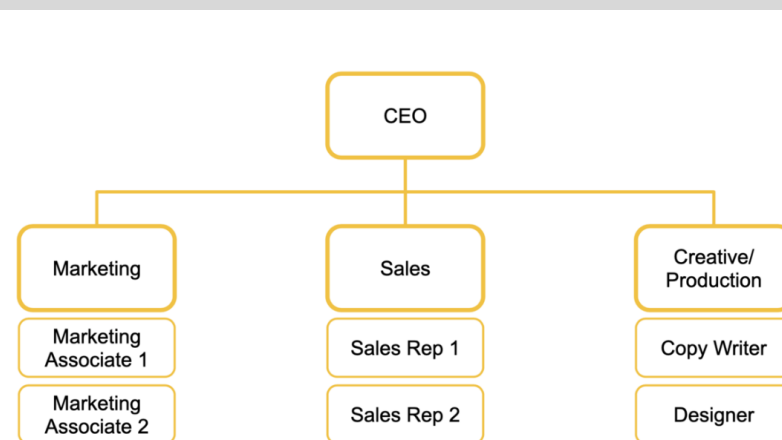 CEO
Marketing
Sales
Creative/
Production
Marketing
Associate 1
Sales Rep 1
Copy Writer
Marketing
Associate 2
Sales Rep 2
Designer